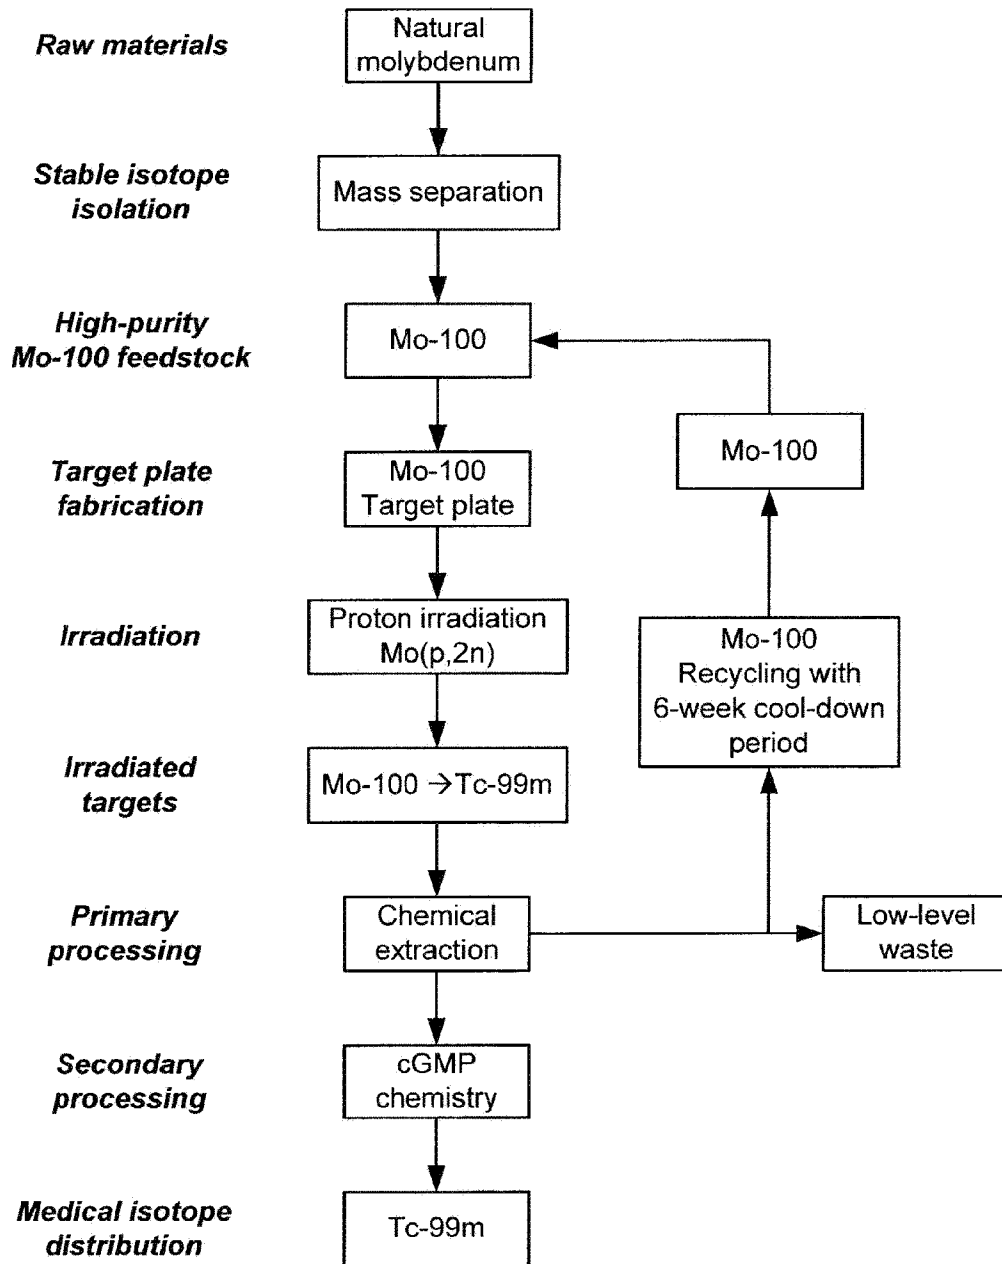 Raw materials
Natural
molybdenum
Stable isotope
isolation
Mass separation
High-purity
Mo-100 feedstock
Mo-100
Mo-100
Target plate
fabrication
Mo-100
Target plate
Irradiation
Proton irradiation
Mo(p,2n)
Mo-100
Recycling with
6-week cool-down
period
Irradiated
targets
Mo-100 →Tc-99m
Primary
processing
Chemical
extraction
Low-level
waste
Secondary
processing
cGMP
chemistry
Medical isotope
distribution
Tc-99m